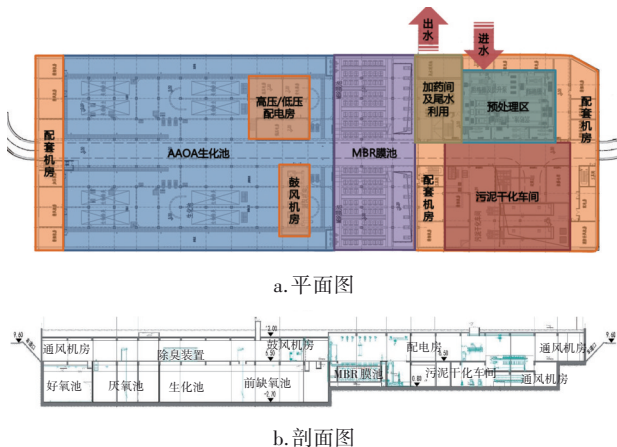 出水
进水
高压/低压
配电房
加药间
及尾水
利用
预处理区
配套机房
AAOA生化池
MBR膜池
配套机房
鼓风机房
配套机房
污泥干化车间
a.平面图
9.60
通风机房
除臭装置
鼓风机房
配电房
通风机房
9.60
好氧池
厌氧池
生化池
前缺氧池
MBR膜池
污泥干化车间
通风机房
b.剖面图